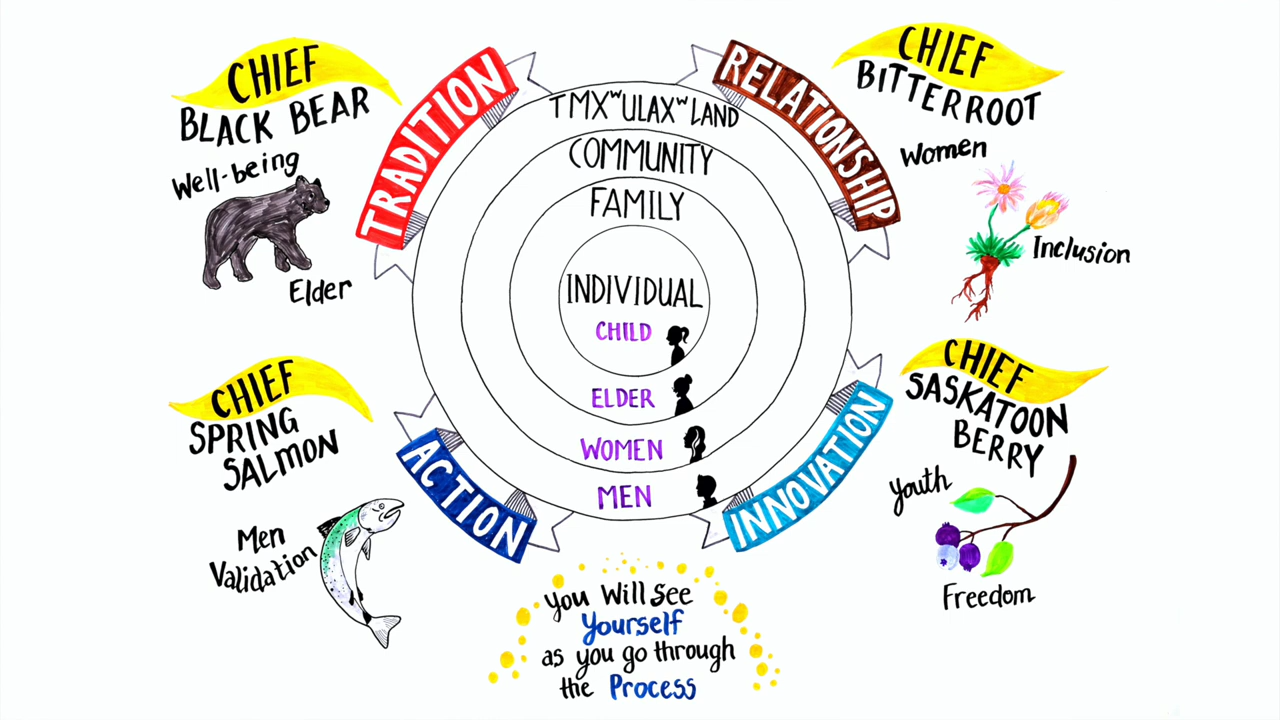 CHIEF
BLACK BEAR
Well-being
Elder
TRADITION
RELATIONSHIP
CHIEF
BITTERROOT
Women
Inclusion
TMXʷULAXʷ LAND
COMMUNITY
FAMILY
INDIVIDUAL
CHILD
ELDER
WOMEN
MEN
CHIEF
SPRING
SALMON
Men
Validation
ACTION
INNOVATION
CHIEF
SASKATOON
BERRY
Youth
Freedom
You Will See
Yourself
as you go through
the Process